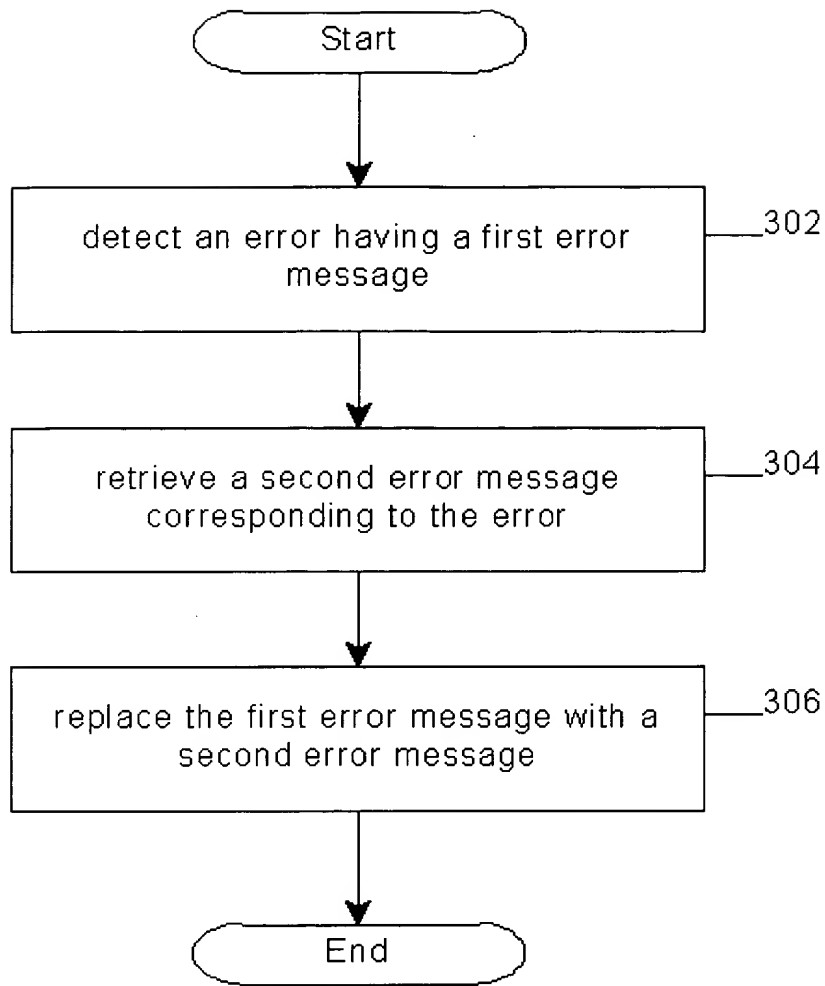 Start
detect an error having a first error
message
302
retrieve a second error message
corresponding to the error
304
replace the first error message with a
second error message
306
End